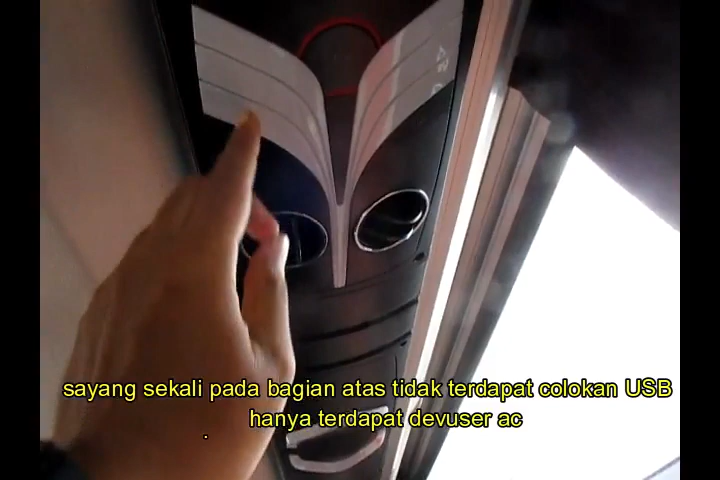 sayang sekali pada bagian atas tidak terdapat colokan USB
hanya terdapat devuser ac